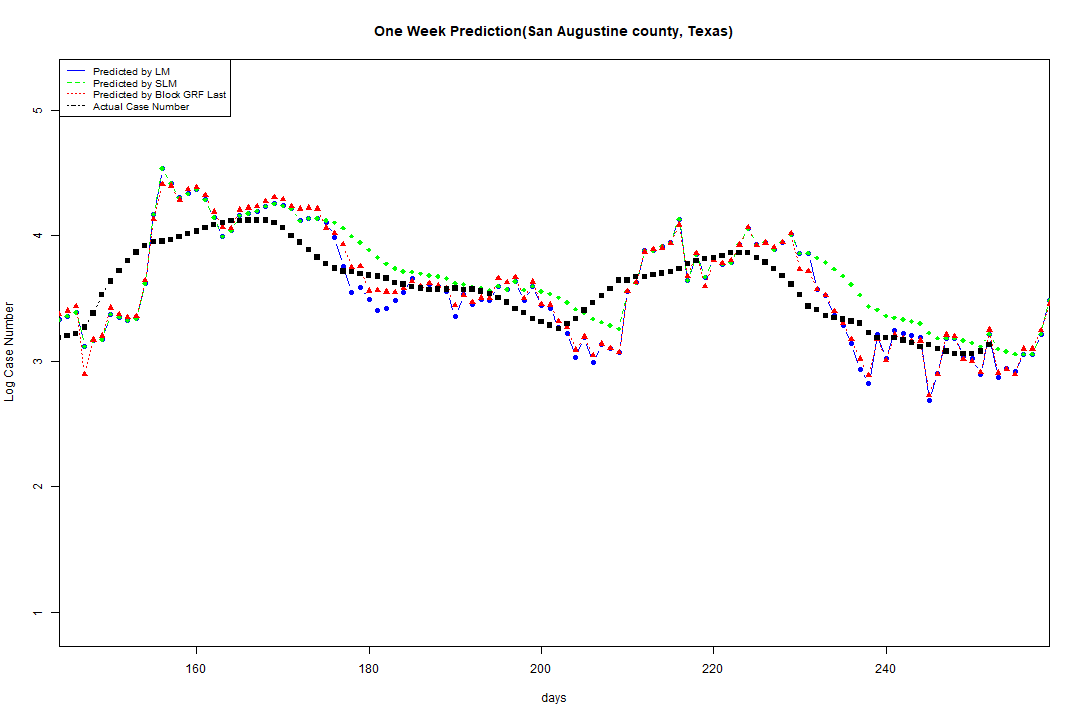 One Week Prediction(San Augustine county, Texas)
Predicted by LM
Predicted by SLM
Predicted by Block GRF Last
Actual Case Number
5
4
3
2
1
Log Case Number
160 180 200 220 240
days